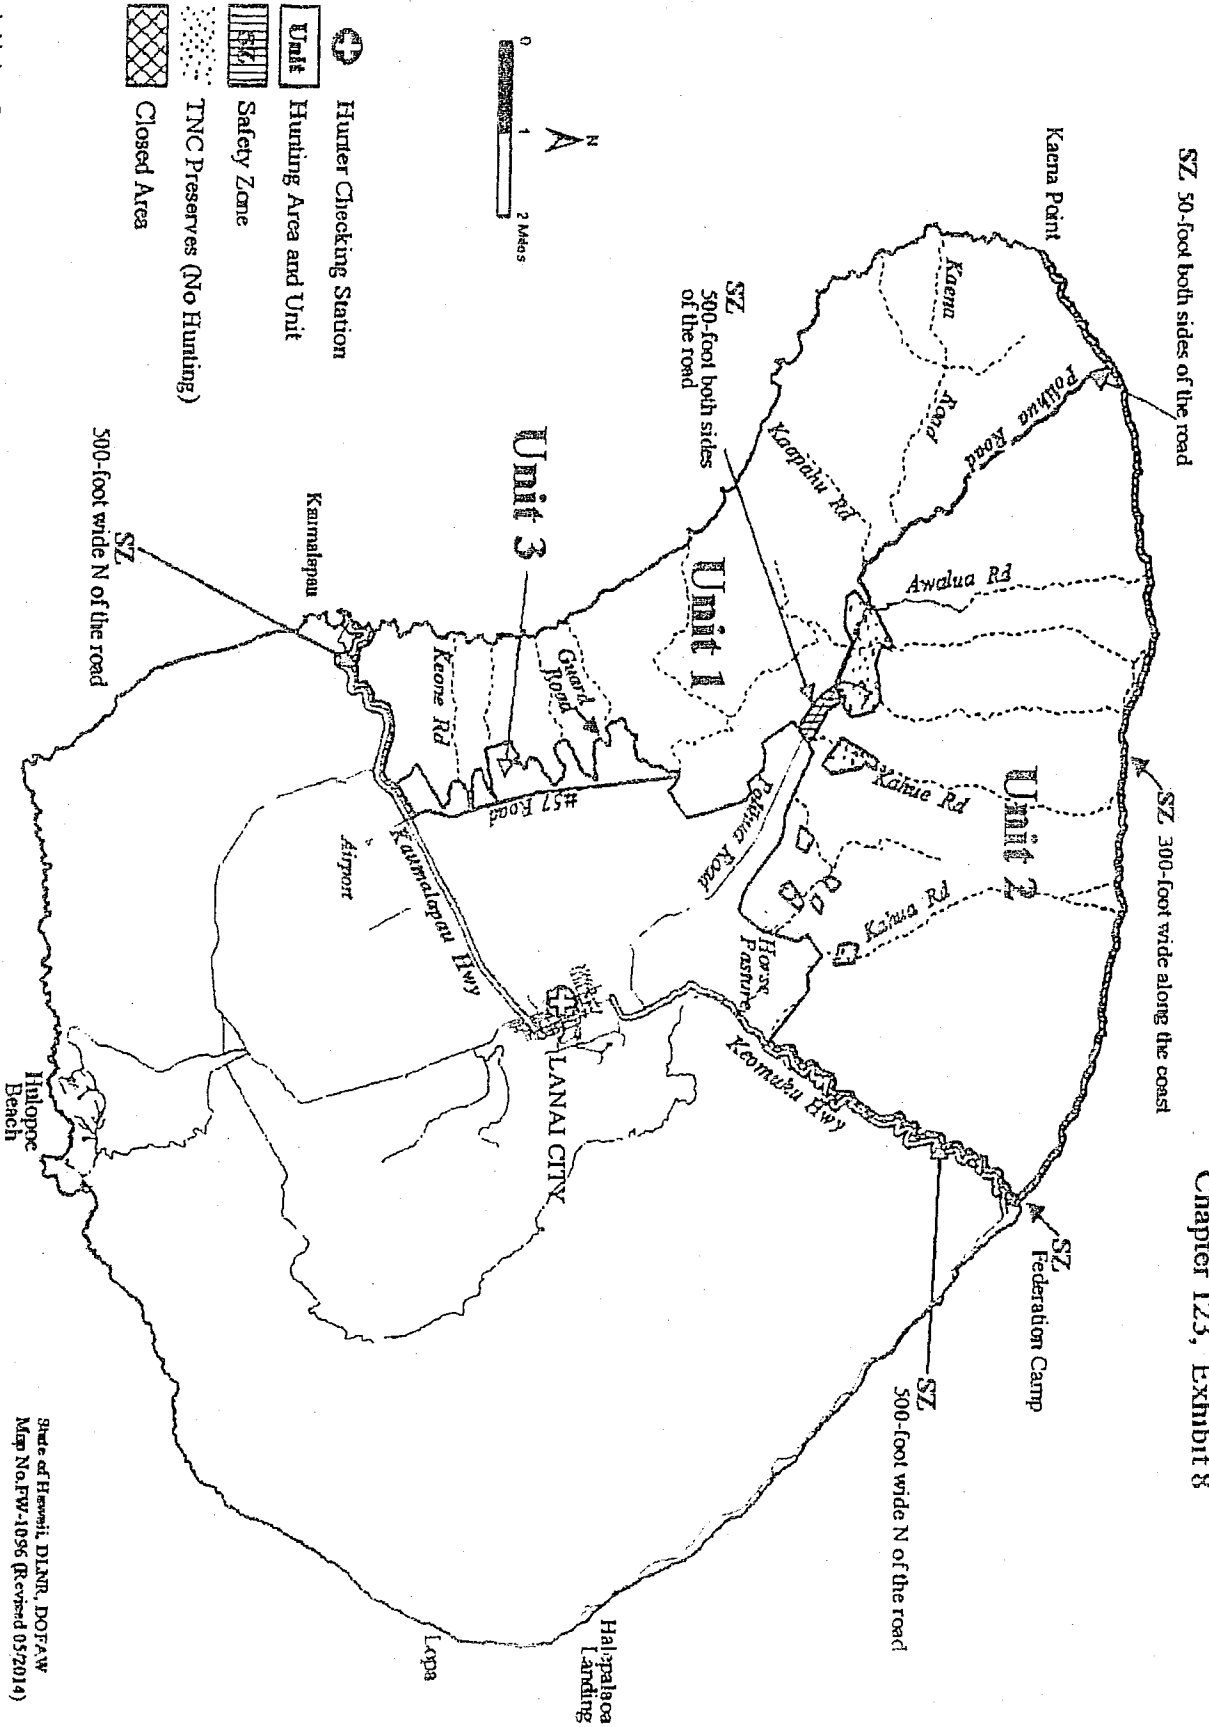 Chapter 123, Exhibit 8
SZ 50-foot both sides of the road
Kaena Point
SZ 300-foot wide along the coast
SZ
Federation Camp
SZ
500-foot wide N of the road
SZ
500-foot both sides
of the road
Kaena
Road
Polihua Road
Kaapahu Rd
Awalua Rd
Unit 1
Unit 2
Unit 3
Kahue Rd
Kahua Rd
Polihua Road
Horse
Pasture
Keomuku Hwy
Guard
Road
Keone Rd
#57 Road
Kaumalapau Hwy
Airport
LANAI CITY
Kaumalapau
SZ
500-foot wide N of the road
Hulopoe
Beach
Halepalaoa
Landing
Lopa
N
0
1
2 Miles
Hunter Checking Station
Unit
Hunting Area and Unit
Safety Zone
TNC Preserves (No Hunting)
Closed Area
State of Hawaii, DLNR, DOFAW
Map No.FW-1096 (Revised 05/2014)